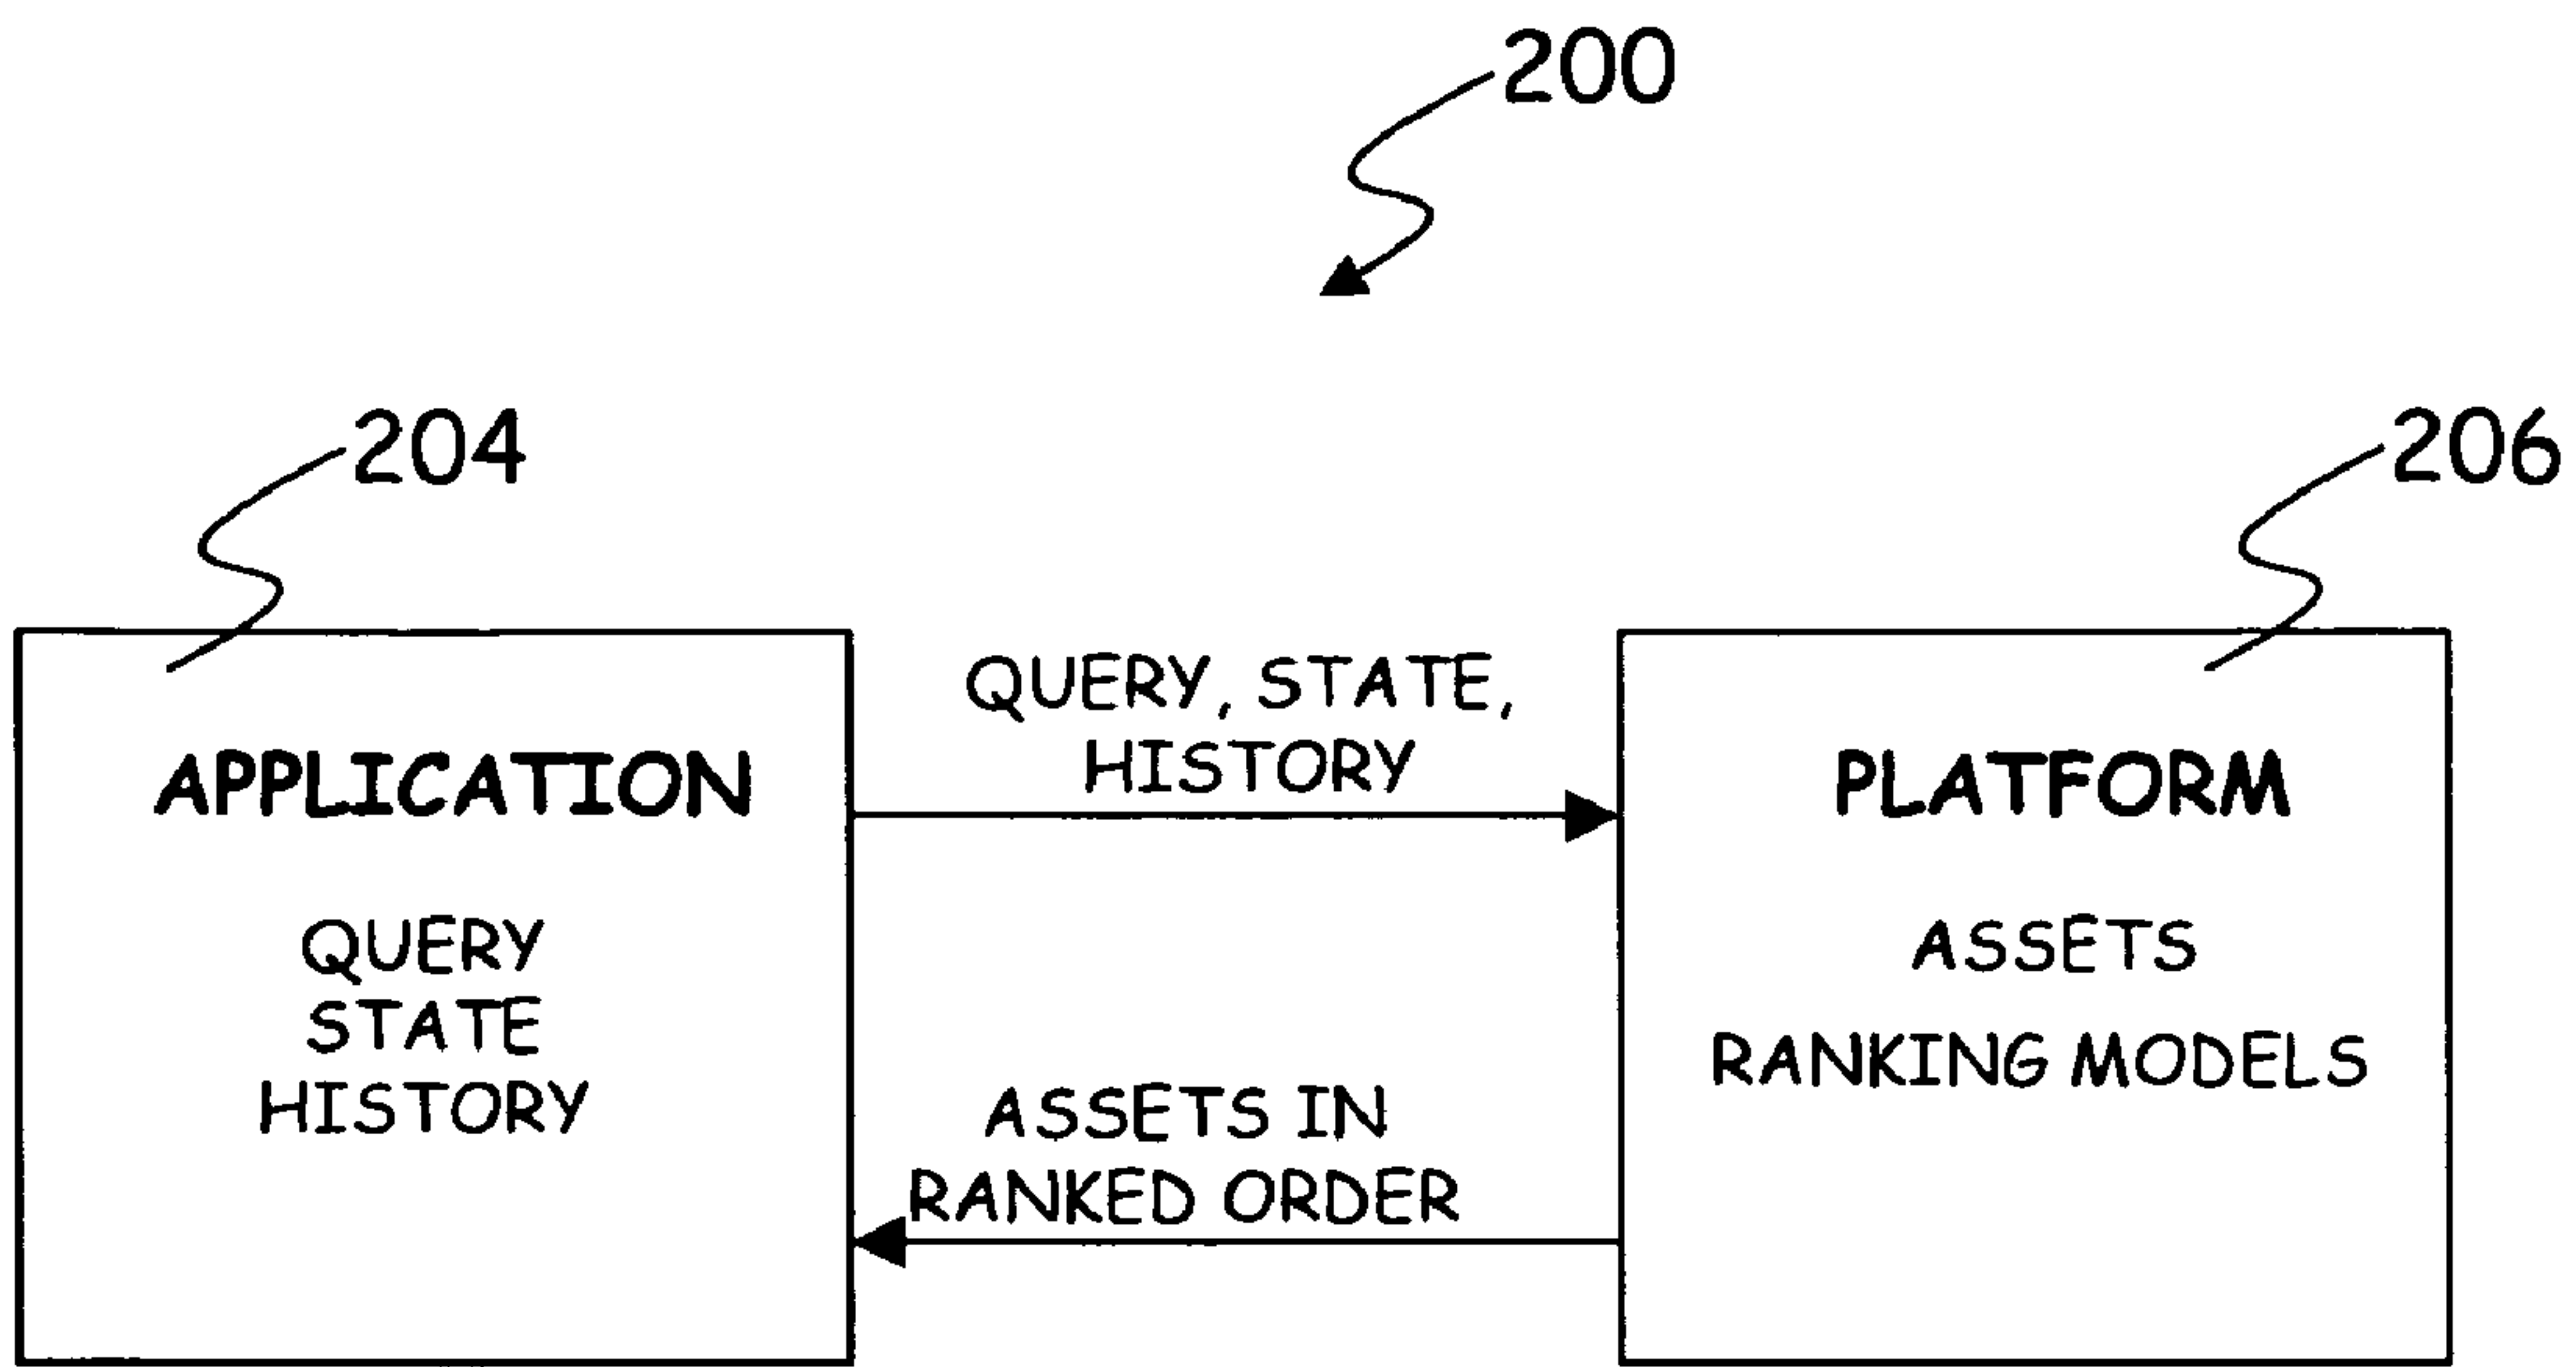 200
204
206
APPLICATION
QUERY
STATE
HISTORY
QUERY, STATE,
HISTORY
ASSETS IN
RANKED ORDER
PLATFORM
ASSETS
RANKING MODELS